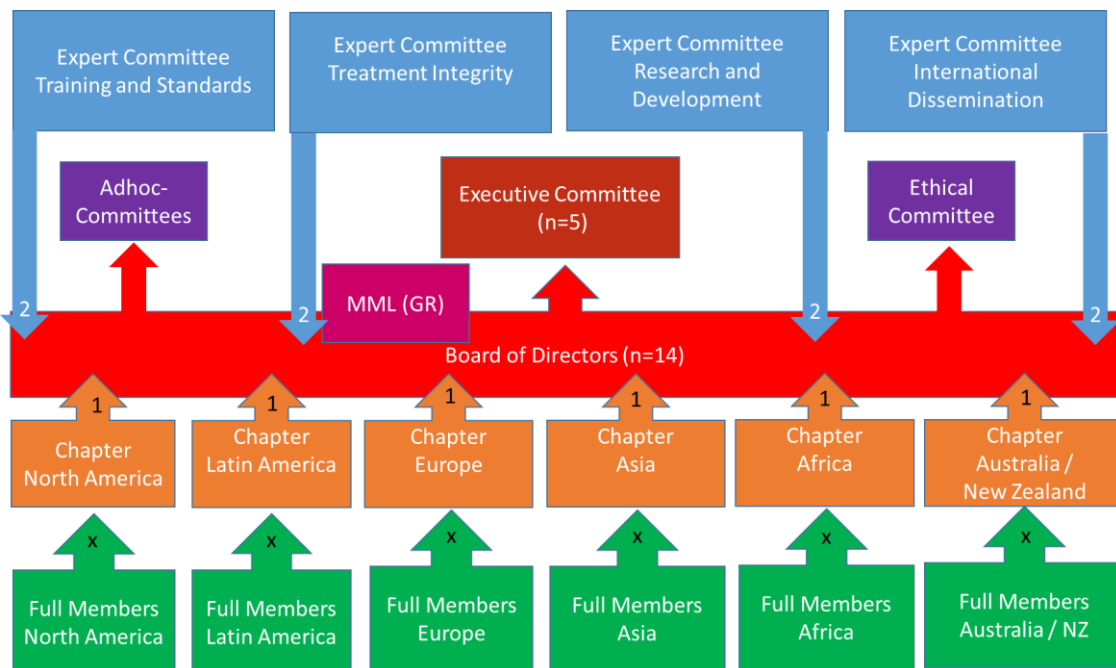 Expert Committee
Training and Standards
Expert Committee
Treatment Integrity
Expert Committee
Research and
Development
Expert Committee
International
Dissemination
Adhoc-
Committees
Executive Committee
(n=5)
Ethical
Committee
MML (GR)
2
2
2
2
Board of Directors (n=14)
1
1
1
1
1
1
Chapter
North America
Chapter
Latin America
Chapter
Europe
Chapter
Asia
Chapter
Africa
Chapter
Australia /
New Zealand
x
x
x
x
x
x
Full Members
North America
Full Members
Latin America
Full Members
Europe
Full Members
Asia
Full Members
Africa
Full Members
Australia / NZ